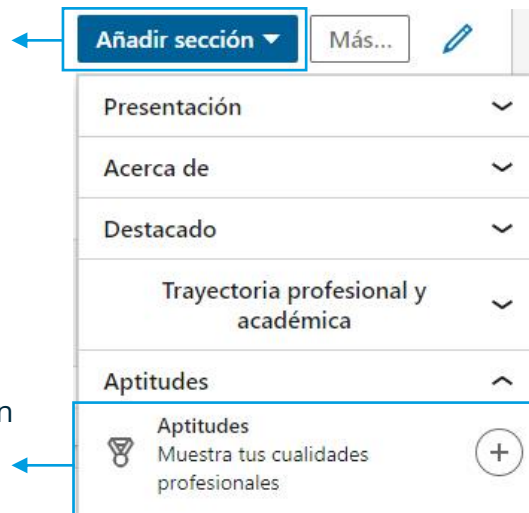 Añadir sección
Más...
Presentación
Acerca de
Destacado
Trayectoria profesional y
académica
Aptitudes
n
Aptitudes
Muestra tus cualidades
profesionales